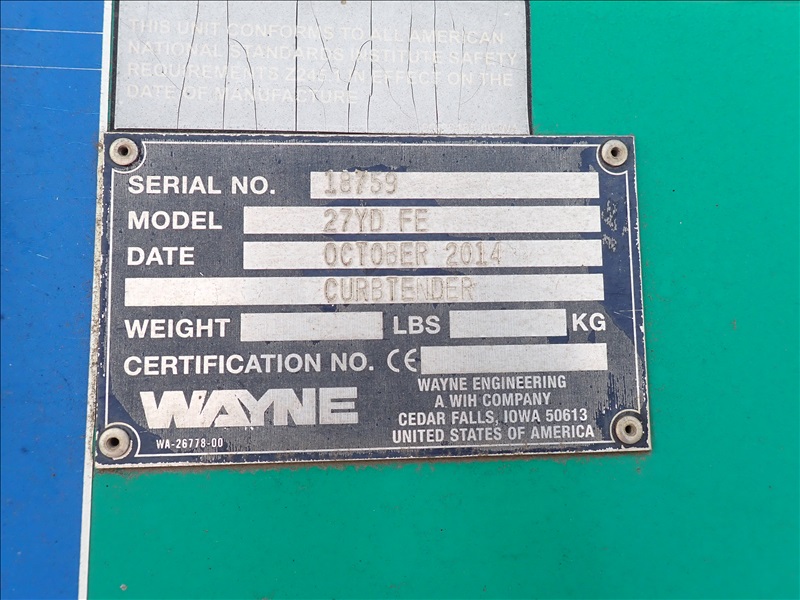 THIS UNIT CONFORMS TO ALL AMERICAN
NATIONAL STANDARDS INSTITUTE SAFETY
REQUIREMENTS IN EFFECT ON THE
DATE OF MANUFACTURE
SERIAL NO. 18759
MODEL 27YD FE
DATE OCTOBER 2014
CURBTENDER
WEIGHT LBS KG
CERTIFICATION NO. CE
WAYNE
WAYNE ENGINEERING
A WIH COMPANY
CEDAR FALLS, IOWA 50613
UNITED STATES OF AMERICA
WA-26778-00